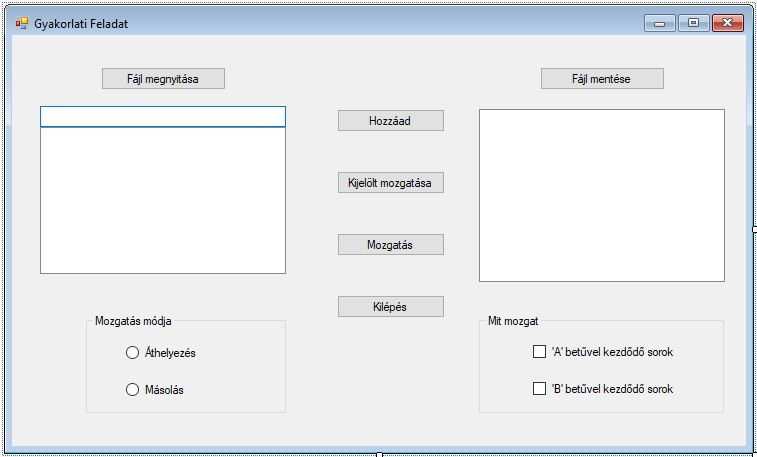 Gyakorlati Feladat
Fájl megnyitása
Fájl mentése
Hozzáad
Kijelölt mozgatása
Mozgatás
Kilépés
Mozgatás módja
Áthelyezés
Másolás
Mit mozgat
'A' betűvel kezdődő sorok
'B' betűvel kezdődő sorok